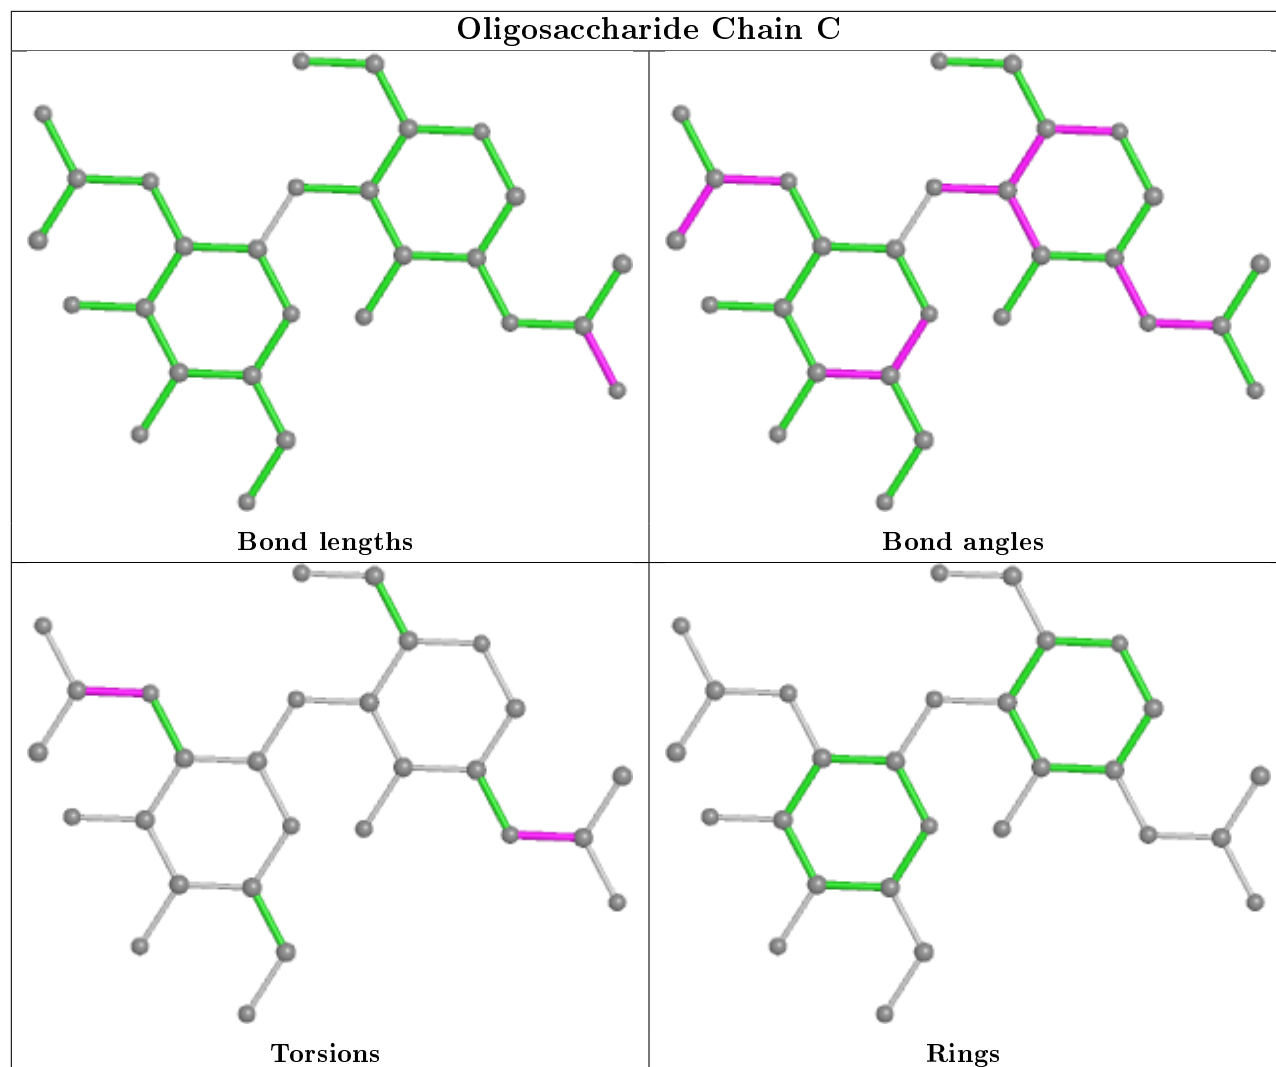 Oligosaccharide Chain C
Bond lengths
Bond angles
Torsions
Rings